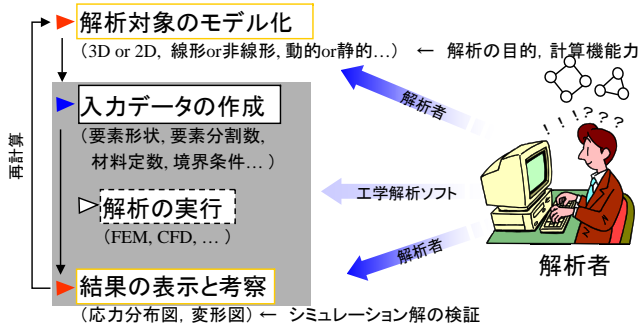 解析対象のモデル化
（3D or 2D, 線形or非線形, 動的or静的…） ← 解析の目的, 計算機能力
入力データの作成
（要素形状, 要素分割数,
材料定数, 境界条件… ）
解析の実行
（FEM, CFD, … ）
結果の表示と考察
（応力分布図, 変形図） ← シミュレーション解の検証
再計算
解析者
工学解析ソフト
解析者
! ! ! ? ? ?
解析者